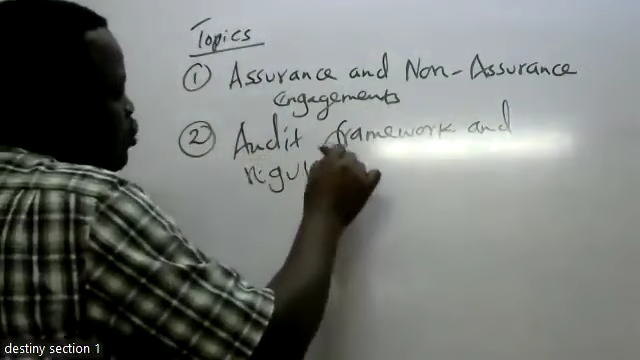 Topics
① Assurance and Non-Assurance
Engagements
② Audit framework and
destiny section 1